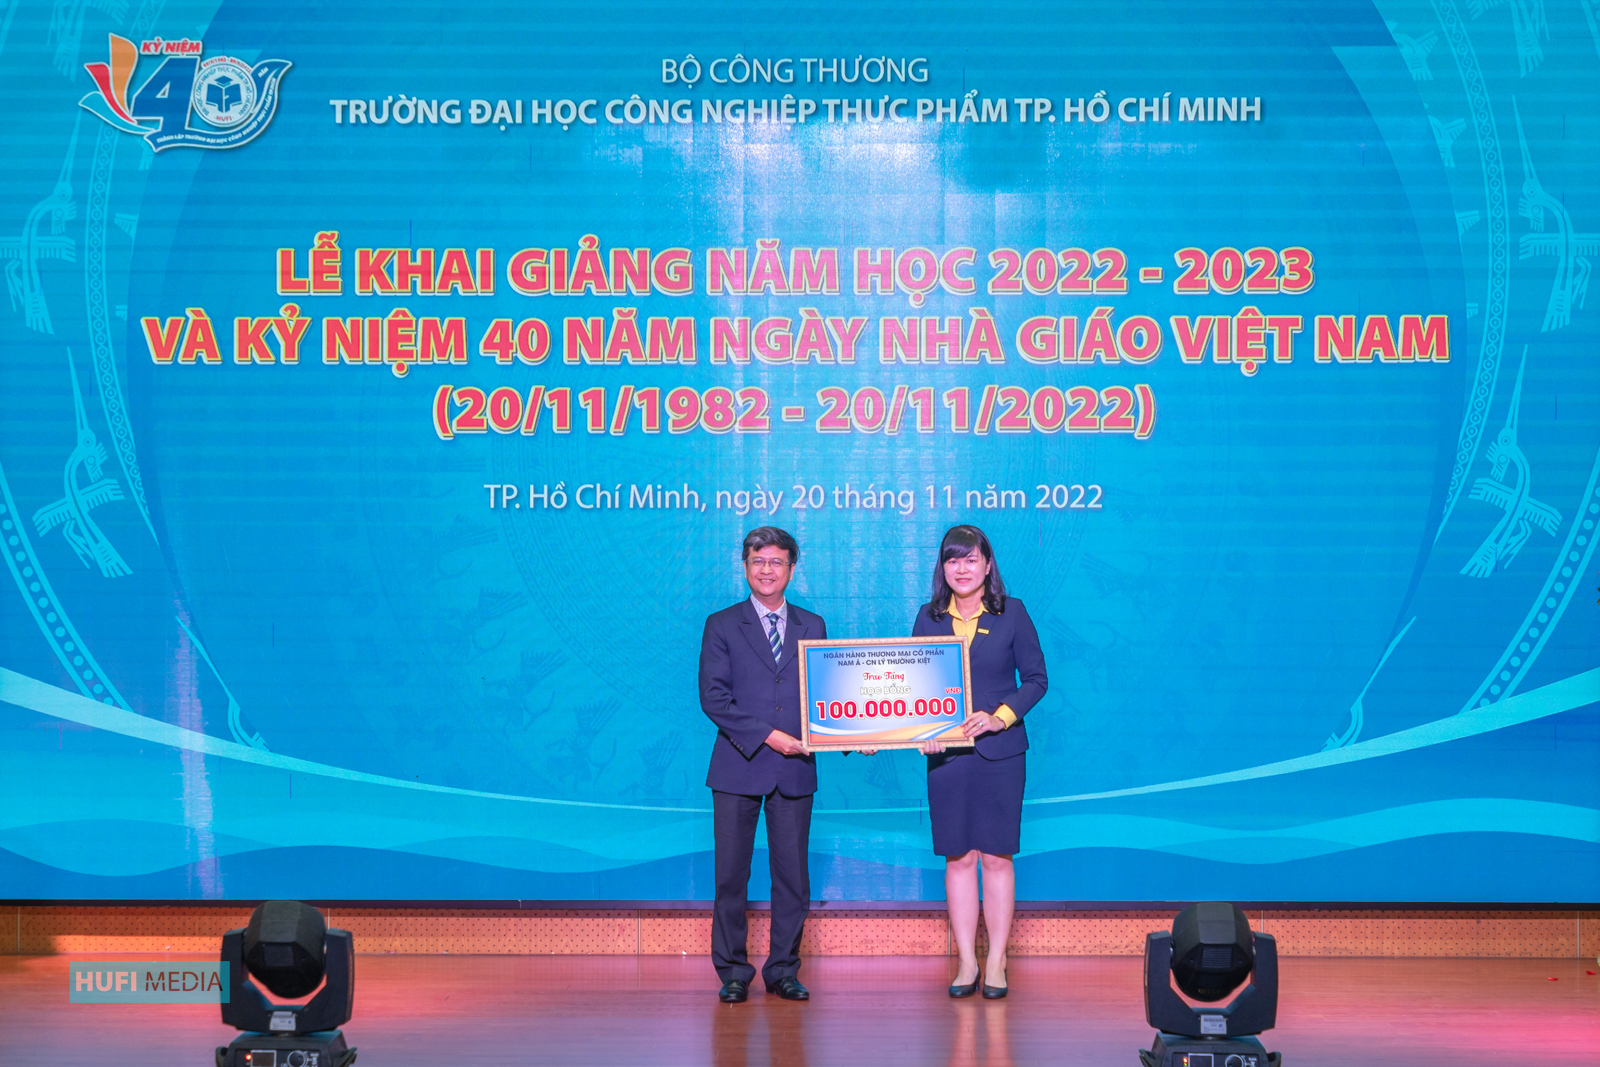 KỶ NIỆM
40
HUFI
BỘ CÔNG THƯƠNG
TRƯỜNG ĐẠI HỌC CÔNG NGHIỆP THỰC PHẨM TP. HỒ CHÍ MINH
LỄ KHAI GIẢNG NĂM HỌC 2022 - 2023
VÀ KỶ NIỆM 40 NĂM NGÀY NHÀ GIÁO VIỆT NAM
(20/11/1982 - 20/11/2022)
TP. Hồ Chí Minh, ngày 20 tháng 11 năm 2022
NGÂN HÀNG THƯƠNG MẠI CỔ PHẦN
NAM Á - CN LÝ THƯỜNG KIỆT
Trao Tặng
HỌC BỔNG
VNĐ
100.000.000
HUFI MEDIA